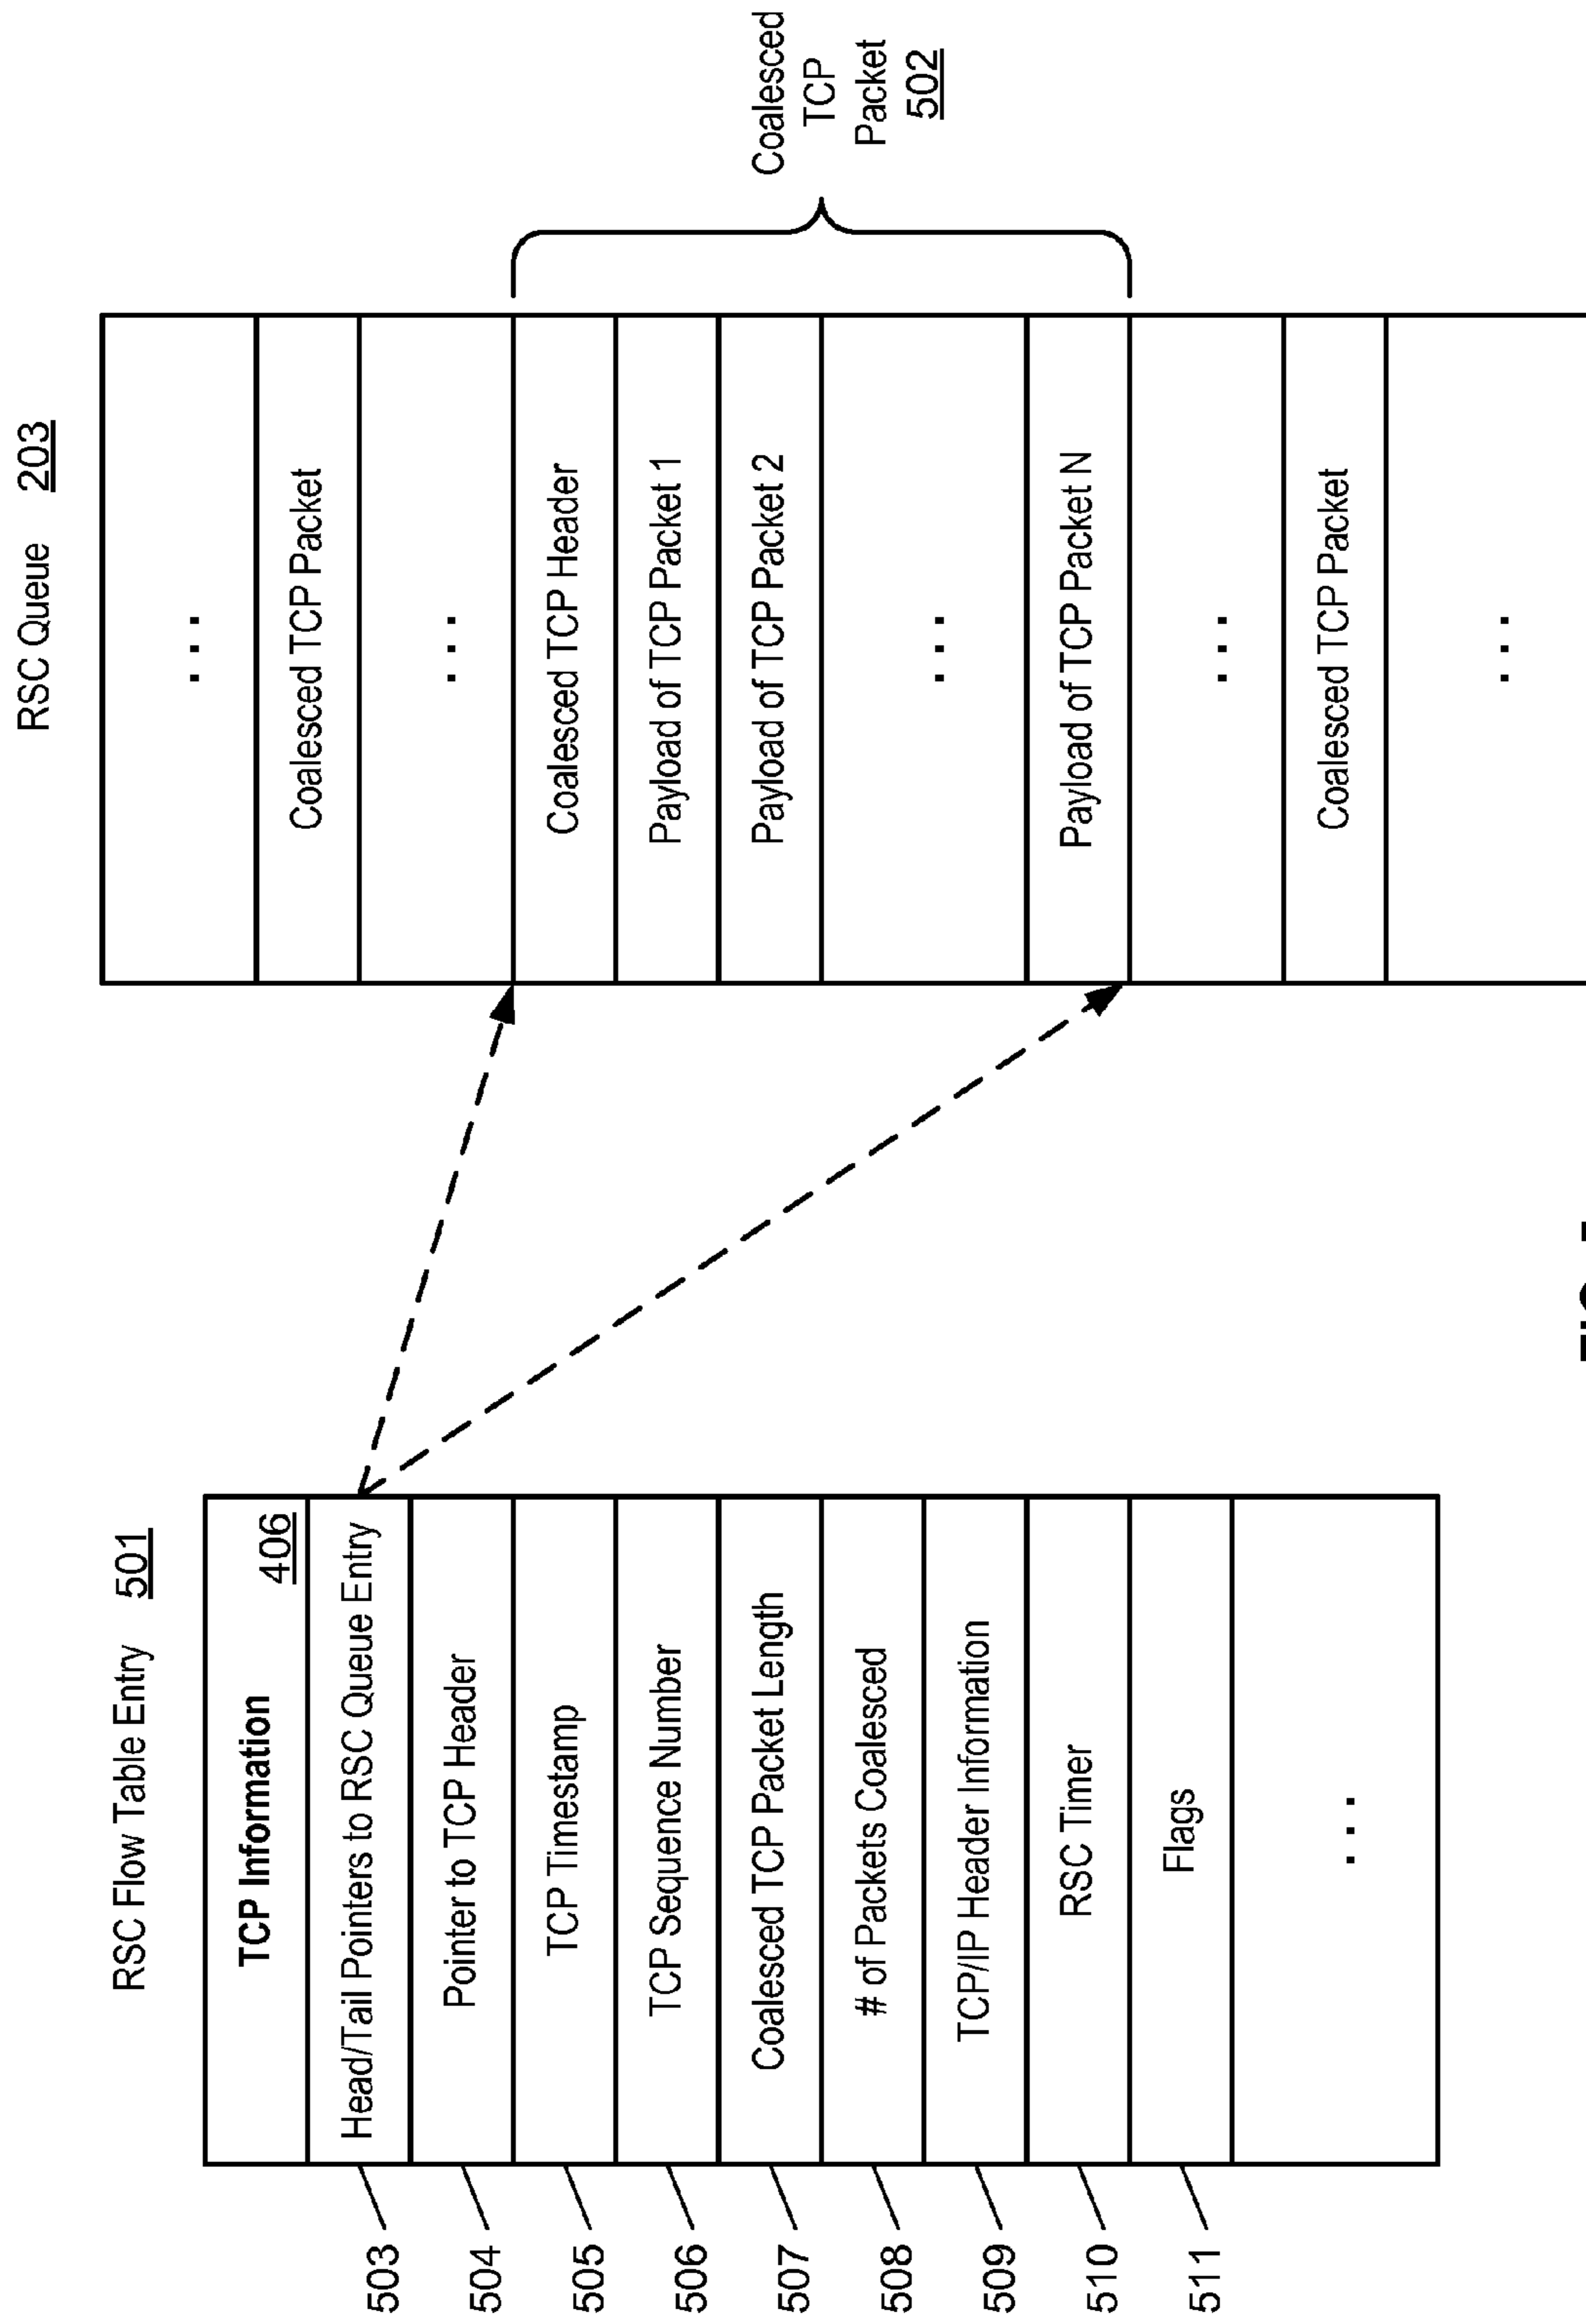 RSC Flow Table Entry 501
TCP Information 406
503 Head/Tail Pointers to RSC Queue Entry
504 Pointer to TCP Header
505 TCP Timestamp
506 TCP Sequence Number
507 Coalesced TCP Packet Length
508 # of Packets Coalesced
509 TCP/IP Header Information
510 RSC Timer
511 Flags
...
RSC Queue 203
...
Coalesced TCP Packet
...
Coalesced TCP Header
Payload of TCP Packet 1
Payload of TCP Packet 2
...
Payload of TCP Packet N
...
Coalesced TCP Packet
...
Coalesced
TCP
Packet
502